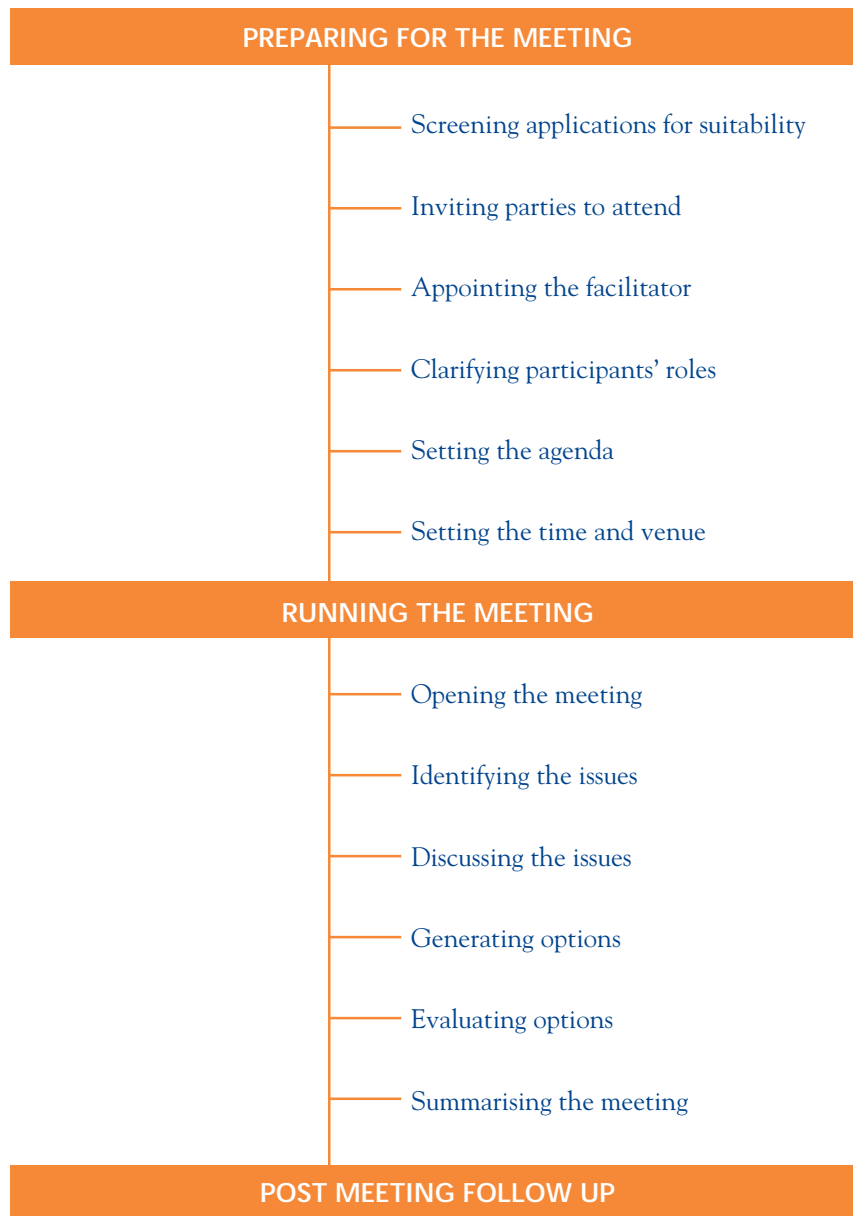 PREPARING FOR THE MEETING
Screening applications for suitability
Inviting parties to attend
Appointing the facilitator
Clarifying participants’ roles
Setting the agenda
Setting the time and venue
RUNNING THE MEETING
Opening the meeting
Identifying the issues
Discussing the issues
Generating options
Evaluating options
Summarising the meeting
POST MEETING FOLLOW UP